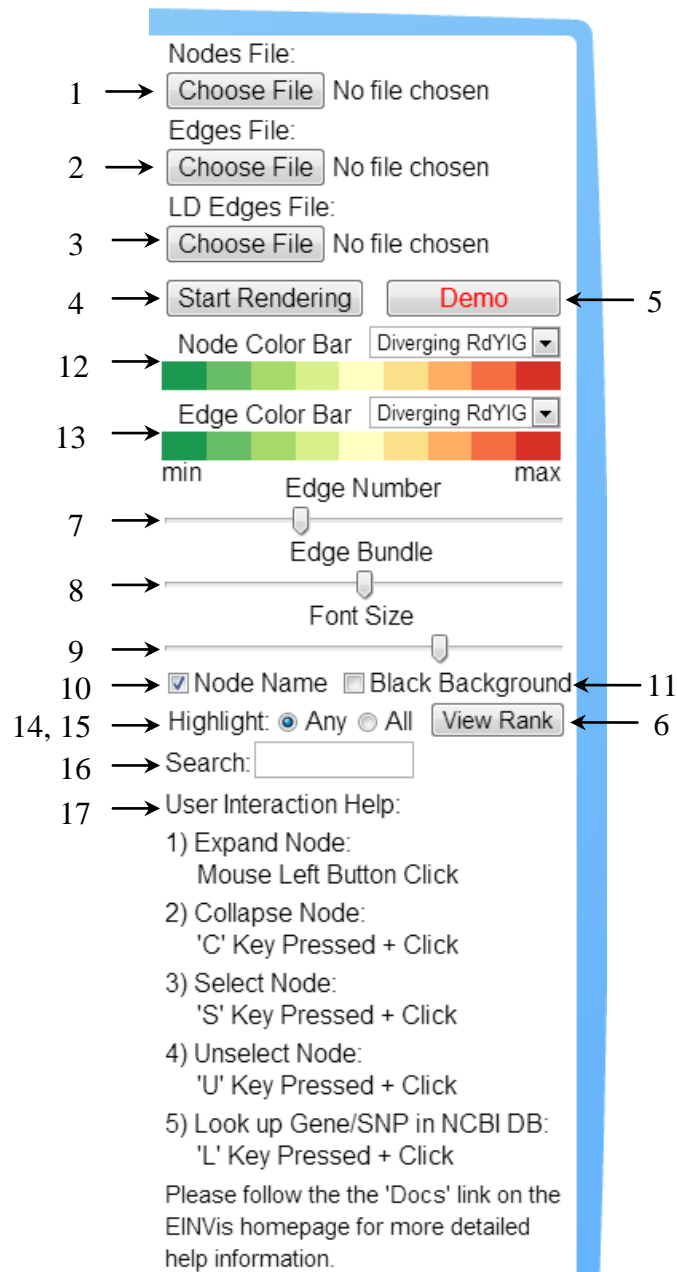 Nodes File:
1 Choose File No file chosen
Edges File:
2 Choose File No file chosen
LD Edges File:
3 Choose File No file chosen
4 Start Rendering Demo 5
12 Node Color Bar Diverging RdYlG
13 Edge Color Bar Diverging RdYlG
min max
Edge Number
7
Edge Bundle
8
Font Size
9
10 Node Name Black Background 11
14, 15 Highlight: Any All View Rank 6
16 Search:
17 User Interaction Help:
1) Expand Node:
Mouse Left Button Click
2) Collapse Node:
'C' Key Pressed + Click
3) Select Node:
'S' Key Pressed + Click
4) Unselect Node:
'U' Key Pressed + Click
5) Look up Gene/SNP in NCBI DB:
'L' Key Pressed + Click
Please follow the the 'Docs' link on the
EINVis homepage for more detailed
help information.